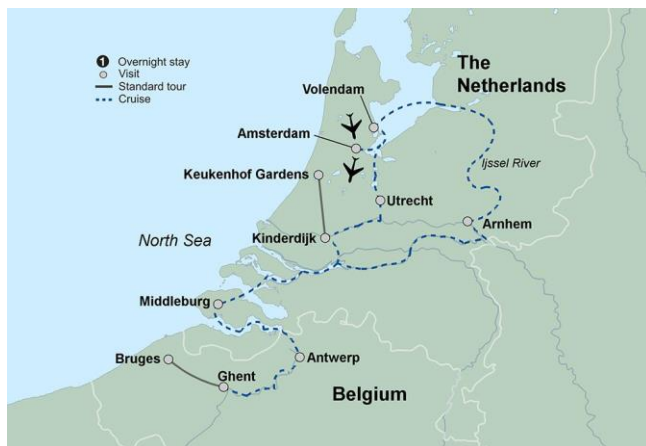 1 Overnight stay
Visit
Standard tour
Cruise
The
Netherlands
Volendam
Amsterdam
Keukenhof Gardens
Ijssel River
Utrecht
Arnhem
North Sea
Kinderdijk
Middleburg
Bruges
Ghent
Antwerp
Belgium